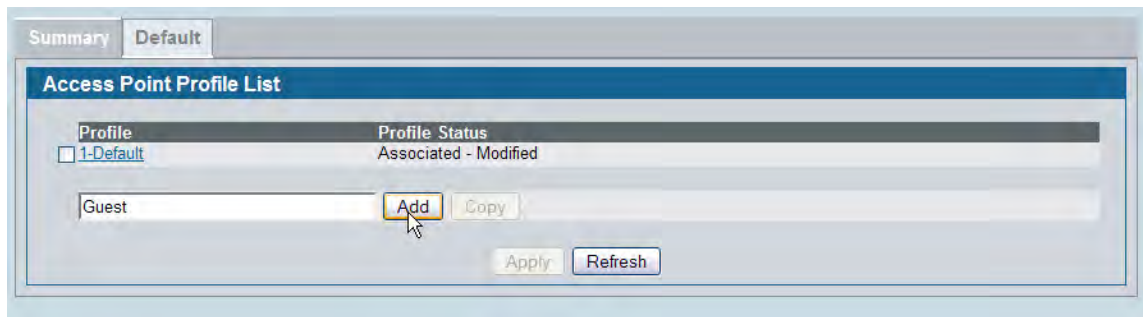 Summary Default
Access Point Profile List
Profile Profile Status
1-Default Associated - Modified
Guest Add Copy
Apply Refresh